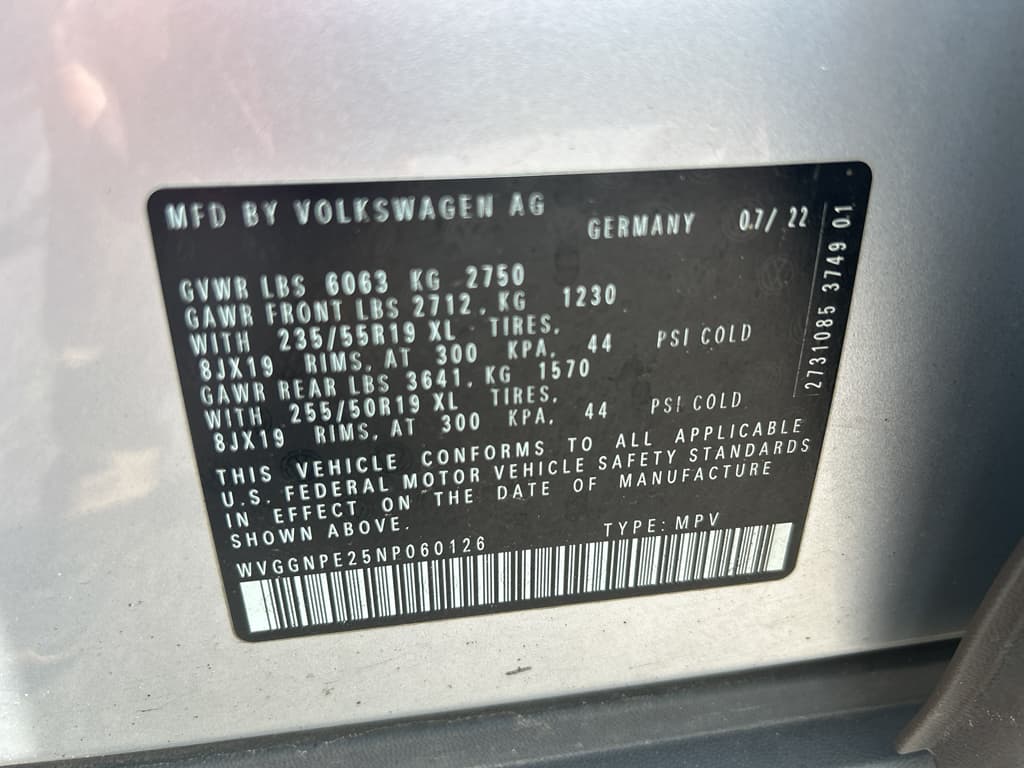 MFD BY VOLKSWAGEN AG
GERMANY 07/22
GVWR LBS 6063 KG 2750
GAWR FRONT LBS 2712, KG 1230
WITH 235/55R19 XL TIRES,
8JX19 RIMS, AT 300 KPA, 44 PSI COLD
GAWR REAR LBS 3641, KG 1570
WITH 255/50R19 XL TIRES,
8JX19 RIMS, AT 300 KPA, 44 PSI COLD
THIS VEHICLE CONFORMS TO ALL APPLICABLE
U.S. FEDERAL MOTOR VEHICLE SAFETY STANDARDS
IN EFFECT ON THE DATE OF MANUFACTURE
SHOWN ABOVE.
TYPE: MPV
WVGGNPE25NP060126
2731085 3749 01